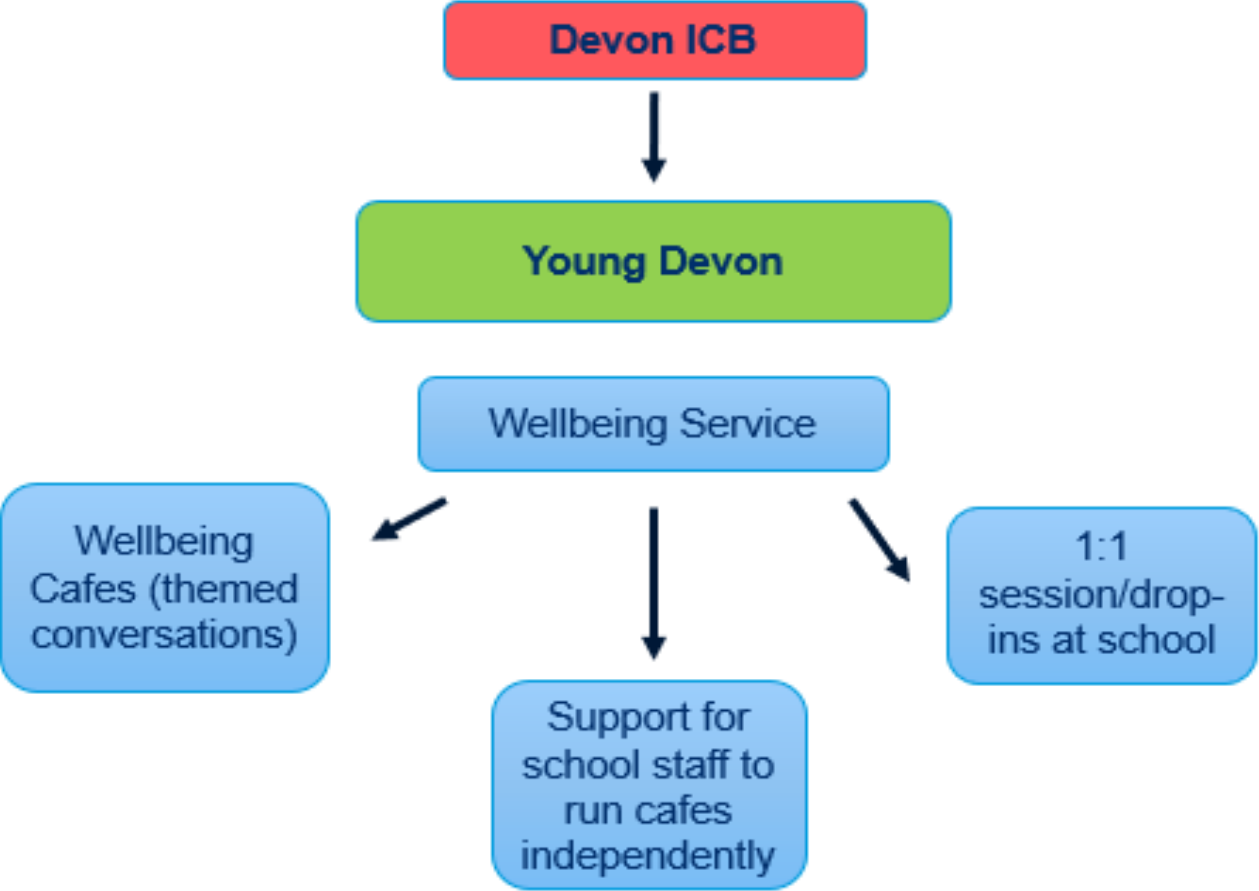 Devon ICB
Young Devon
Wellbeing Service
Wellbeing
Cafes (themed
conversations)
1:1
session/drop-
ins at school
Support for
school staff to
run cafes
independently